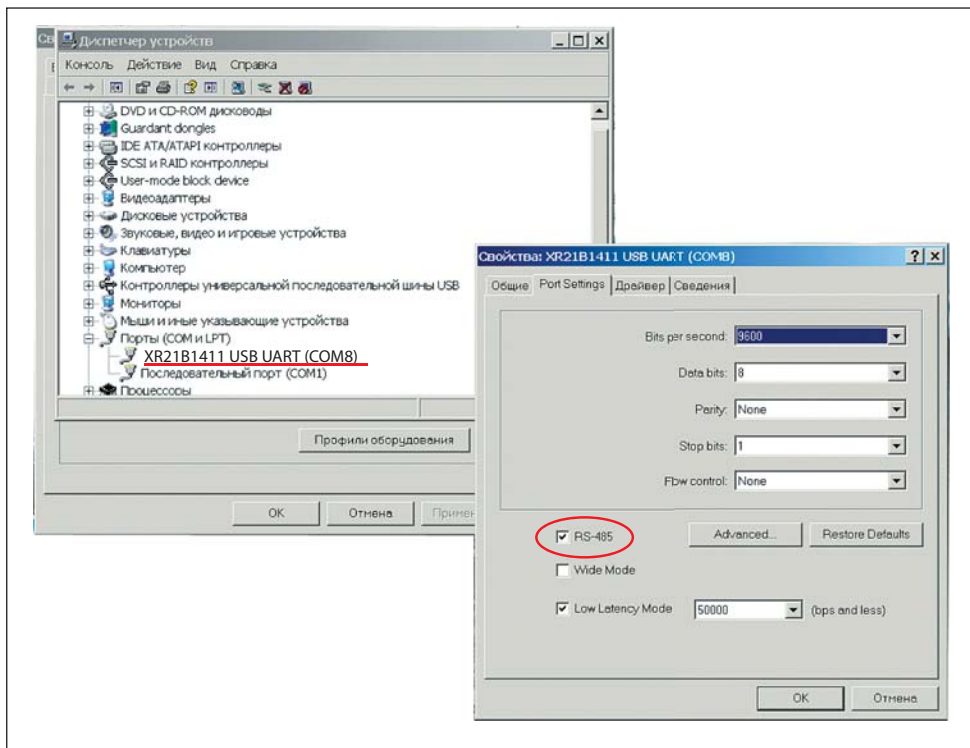 Св
Диспетчер устройств
Консоль Действие Вид Справка
DVD и CD-ROM дисководы
Guardant dongles
IDE ATA/ATAPI контроллеры
SCSI и RAID контроллеры
User-mode block device
Видеоадаптеры
Дисковые устройства
Звуковые, видео и игровые устройства
Клавиатуры
Компьютер
Контроллеры универсальной последовательной шины USB
Мониторы
Мыши и иные указывающие устройства
Порты (COM и LPT)
XR21B1411 USB UART (COM8)
Последовательный порт (COM1)
Процессоры
Профили оборудования
OK Отмена Примен
Свойства: XR21B1411 USB UART (COM8)
Общие Port Settings Драйвер Сведения
Bits per second: 9600
Data bits: 8
Parity: None
Stop bits: 1
Flow control: None
RS-485 Advanced... Restore Defaults
Wide Mode
Low Latency Mode 50000 (bps and less)
OK Отмена